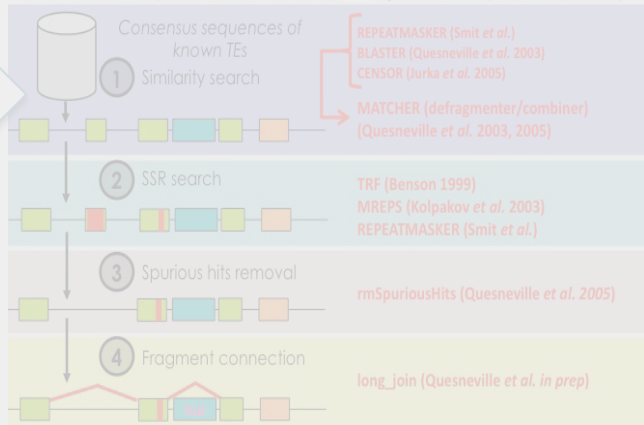 Consensus sequences of
known TEs
1
Similarity search
REPEATMASKER (Smit et al.)
BLASTER (Quesneville et al. 2003)
CENSOR (Jurka et al. 2005)
MATCHER (defragmenter/combiner)
(Quesneville et al. 2003, 2005)
2
SSR search
TRF (Benson 1999)
MREPS (Kolpakov et al. 2003)
REPEATMASKER (Smit et al.)
3
Spurious hits removal
rmSpuriousHits (Quesneville et al. 2005)
4
Fragment connection
long_join (Quesneville et al. in prep)